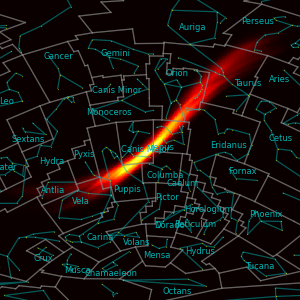 Perseus
Auriga
Cancer
Gemini
Orion
Taurus
Aries
Canis Minor
Leo
Monoceros
Sextans
Cetus
Eridanus
Hydra
Pyxis
Canis Major
Fornax
Columba
Caelum
Antlia
Puppis
Vela
Pictor
Horologium
Phoenix
Dorado
Reticulum
Carina
Volans
Crux
Mensa
Hydrus
Musca
Chamaeleon
Tucana
Octans